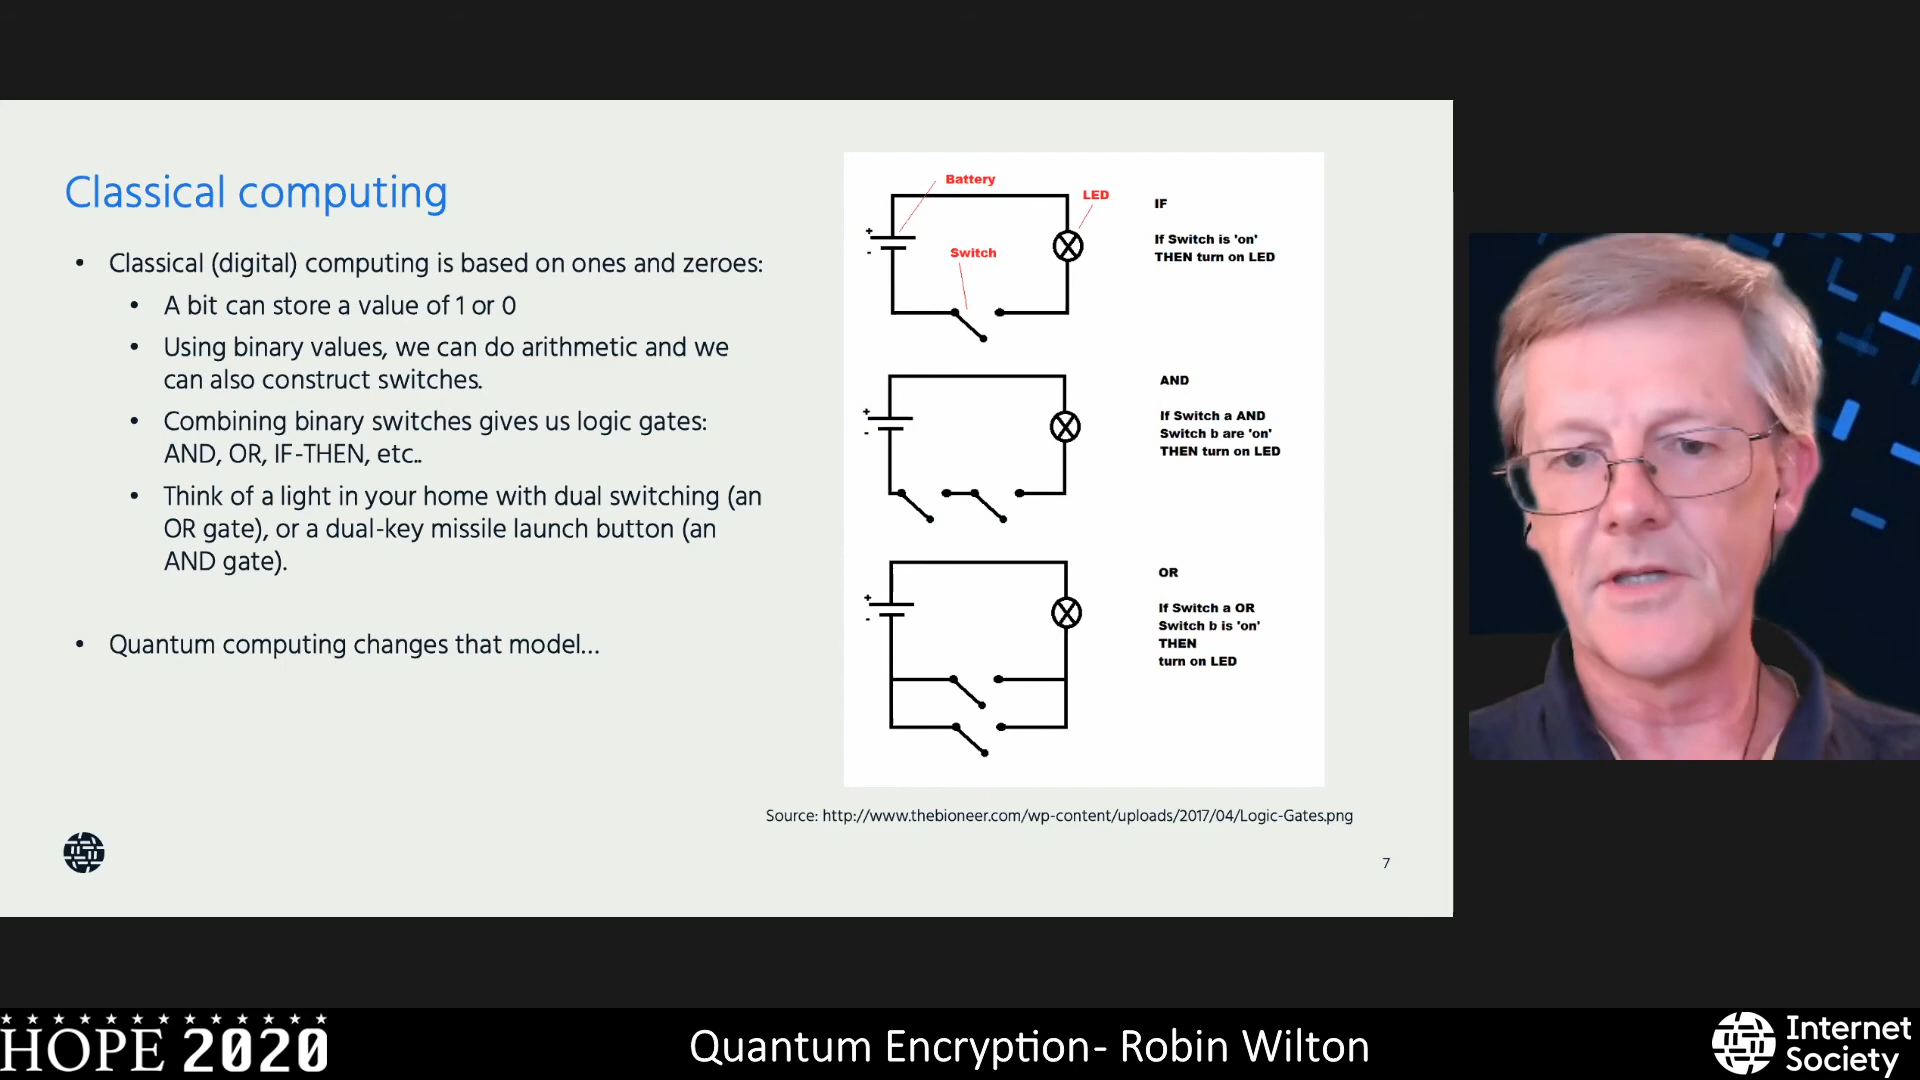 Classical computing
• Classical (digital) computing is based on ones and zeroes:
• A bit can store a value of 1 or 0
• Using binary values, we can do arithmetic and we
can also construct switches.
• Combining binary switches gives us logic gates:
AND, OR, IF-THEN, etc..
• Think of a light in your home with dual switching (an
OR gate), or a dual-key missile launch button (an
AND gate).
• Quantum computing changes that model...
Battery
LED
Switch
+
-
IF
If Switch is 'on'
THEN turn on LED
+
-
AND
If Switch a AND
Switch b are 'on'
THEN turn on LED
+
-
OR
If Switch a OR
Switch b is 'on'
THEN
turn on LED
Source: http://www.thebioneer.com/wp-content/uploads/2017/04/Logic-Gates.png
7
HOPE 2020
Quantum Encryption- Robin Wilton
Internet
Society